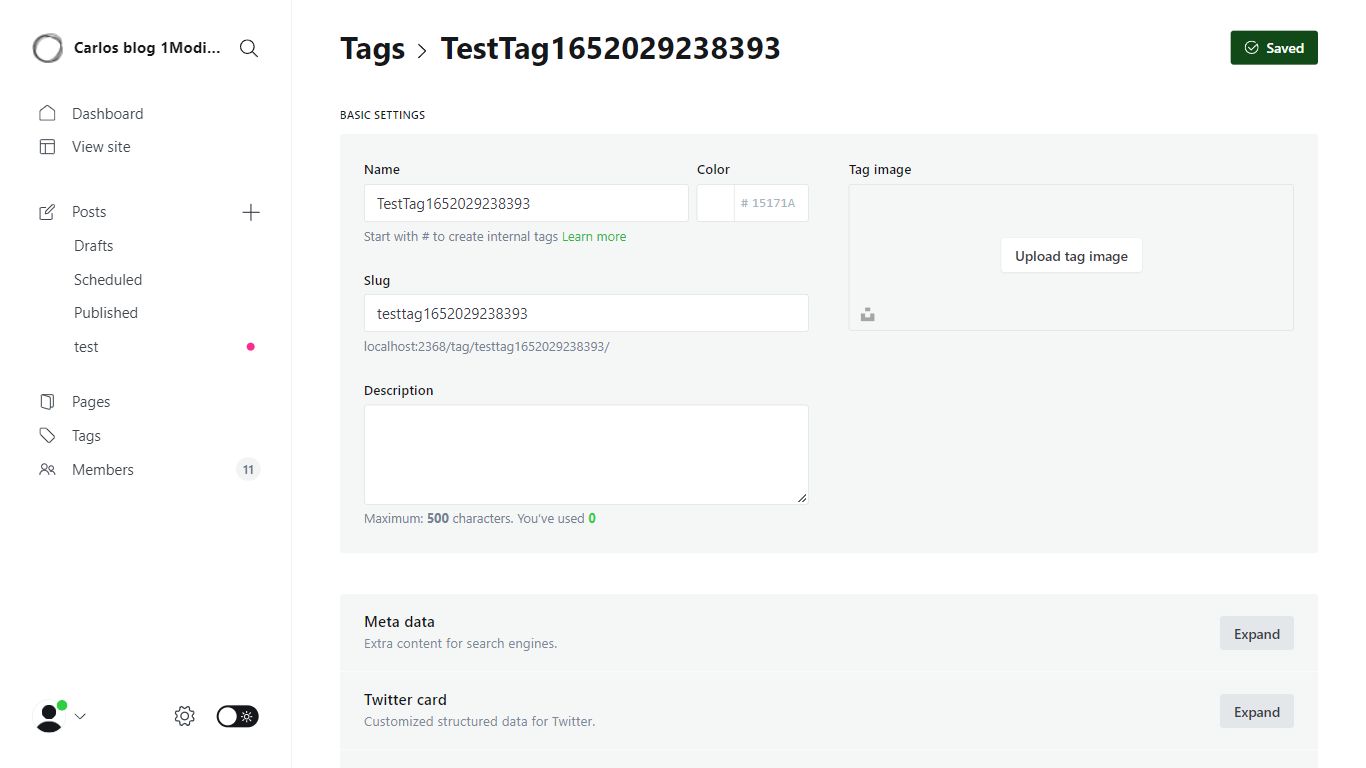 Carlos blog 1Modi...
Dashboard
View site
Posts
Drafts
Scheduled
Published
test
Pages
Tags
Members 11
Tags > TestTag1652029238393
Saved
BASIC SETTINGS
Name
TestTag1652029238393
Color
# 15171A
Start with # to create internal tags Learn more
Slug
testtag1652029238393
localhost:2368/tag/testtag1652029238393/
Description
Maximum: 500 characters. You've used 0
Tag image
Upload tag image
Meta data
Extra content for search engines.
Expand
Twitter card
Customized structured data for Twitter.
Expand